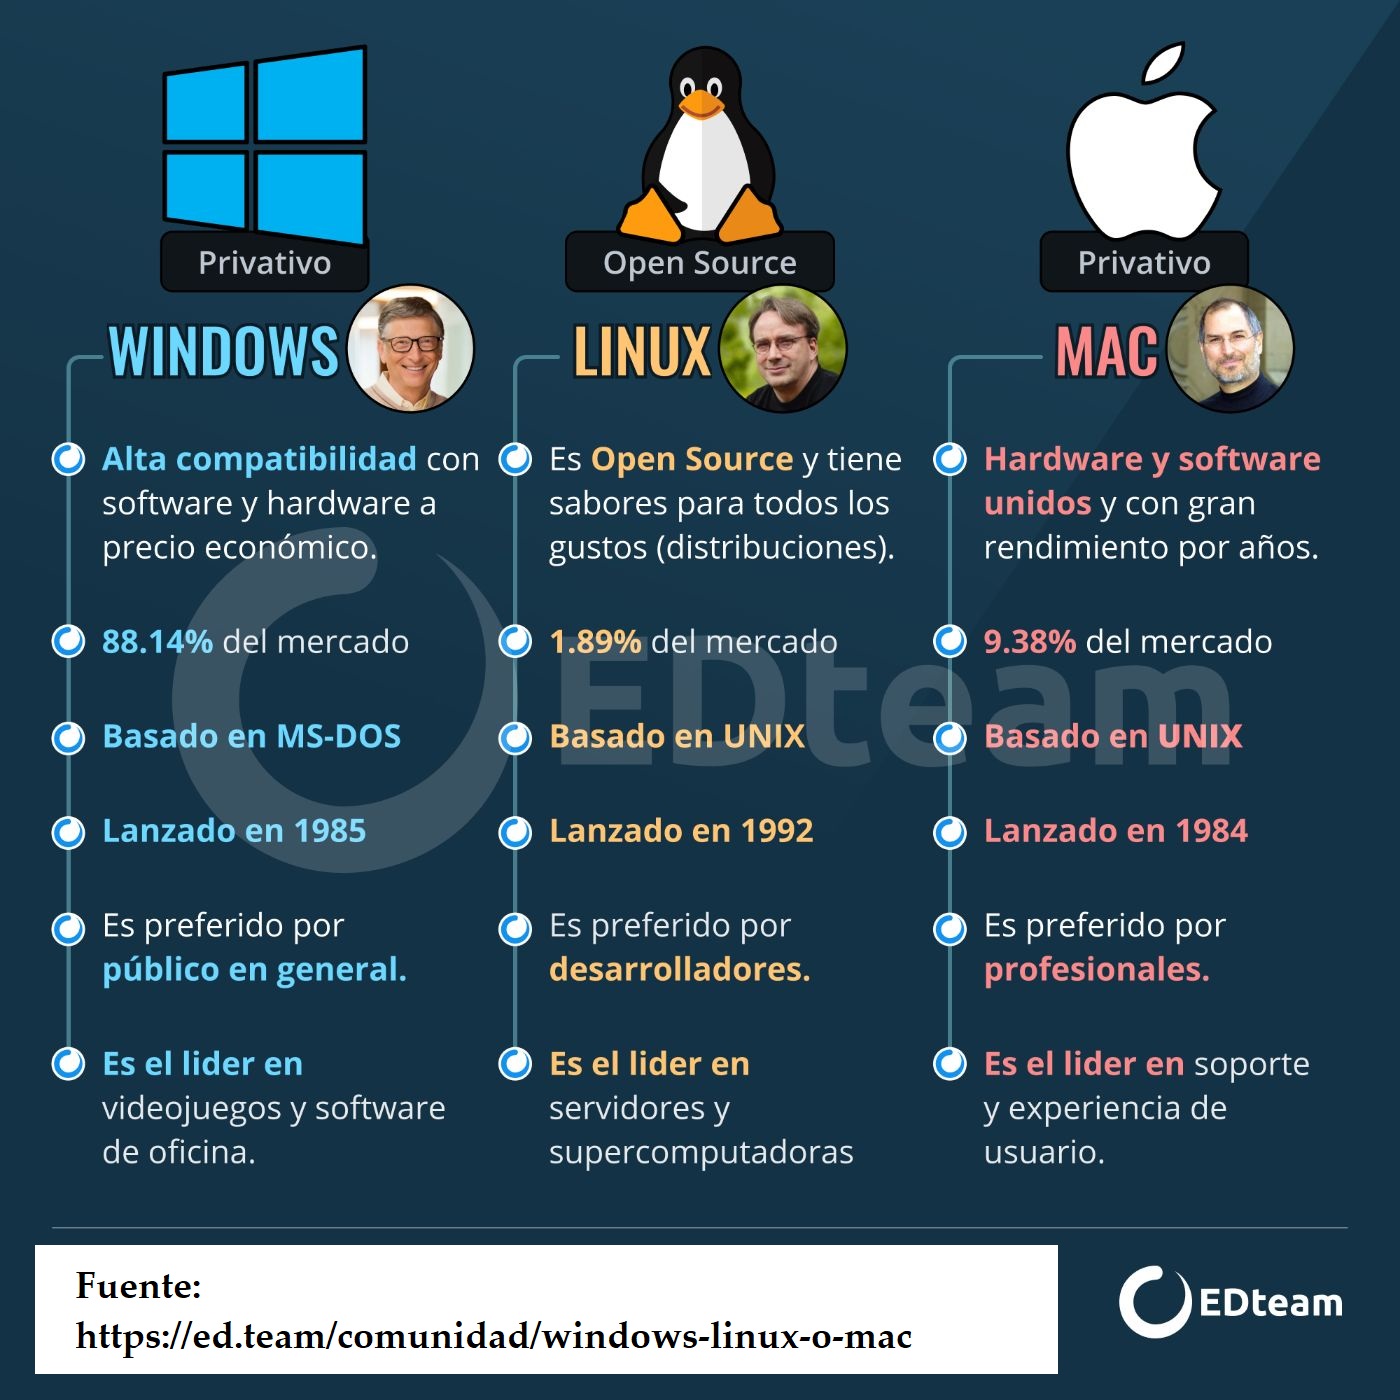 Privativo
WINDOWS
Alta compatibilidad con
software y hardware a
precio económico.
88.14% del mercado
Basado en MS-DOS
Lanzado en 1985
Es preferido por
público en general.
Es el lider en
videojuegos y software
de oficina.
Open Source
LINUX
Es Open Source y tiene
sabores para todos los
gustos (distribuciones).
1.89% del mercado
Basado en UNIX
Lanzado en 1992
Es preferido por
desarrolladores.
Es el lider en
servidores y
supercomputadoras
Privativo
MAC
Hardware y software
unidos y con gran
rendimiento por años.
9.38% del mercado
Basado en UNIX
Lanzado en 1984
Es preferido por
profesionales.
Es el lider en soporte
y experiencia de
usuario.
EDteam
Fuente:
https://ed.team/comunidad/windows-linux-o-mac
EDteam